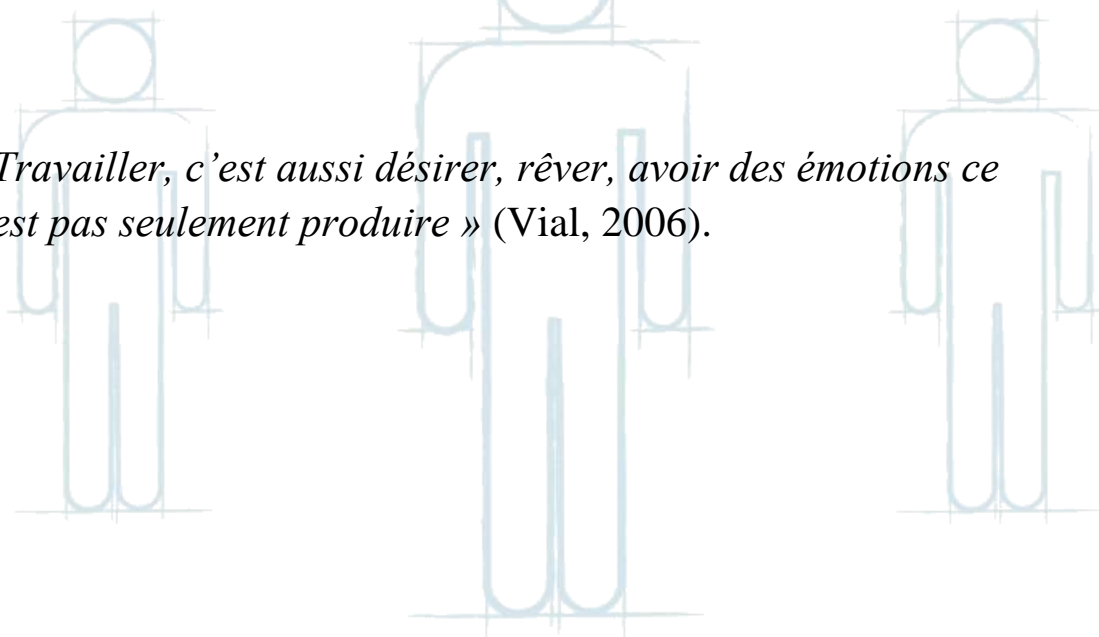 Travailler, c’est aussi désirer, rêver, avoir des émotions ce
est pas seulement produire » (Vial, 2006).